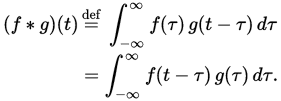 (f * g)(t) ≝ ∫_{-∞}^{∞} f(τ) g(t − τ) dτ
= ∫_{-∞}^{∞} f(t − τ) g(τ) dτ.